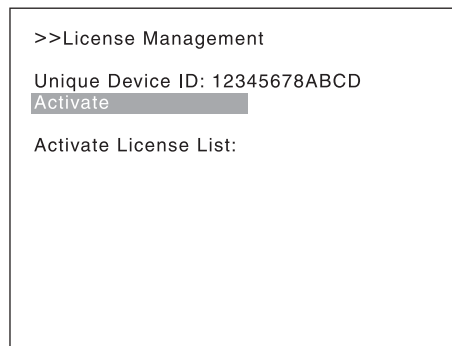 >>License Management
Unique Device ID: 12345678ABCD
Activate
Activate License List: